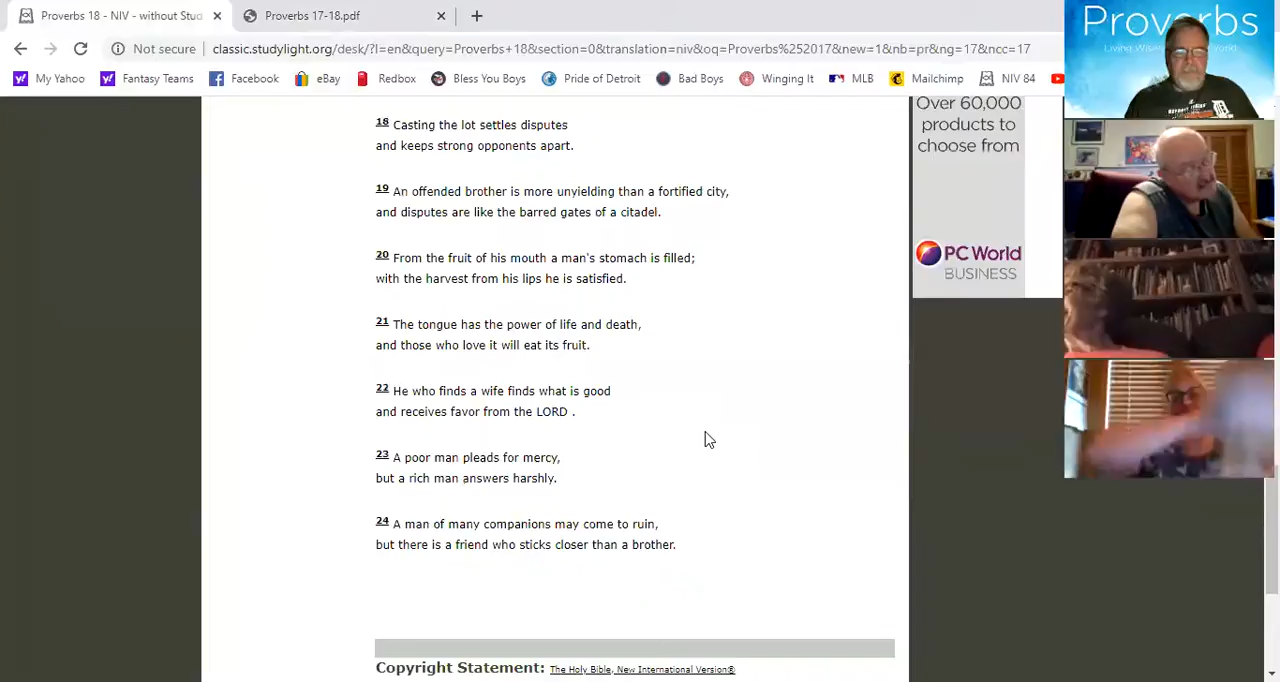 Proverbs 18 - NIV - without Stud
Proverbs 17-18.pdf
Not secure
classic.studylight.org/desk/?l=en&query=Proverbs+18&section=0&translation=niv&oq=Proverbs%252017&new=1&nb=pr&ng=17&ncc=17
My Yahoo
Fantasy Teams
Facebook
eBay
Redbox
Bless You Boys
Pride of Detroit
Bad Boys
Winging It
MLB
Mailchimp
NIV 84
18 Casting the lot settles disputes
and keeps strong opponents apart.
19 An offended brother is more unyielding than a fortified city,
and disputes are like the barred gates of a citadel.
20 From the fruit of his mouth a man's stomach is filled;
with the harvest from his lips he is satisfied.
21 The tongue has the power of life and death,
and those who love it will eat its fruit.
22 He who finds a wife finds what is good
and receives favor from the LORD .
23 A poor man pleads for mercy,
but a rich man answers harshly.
24 A man of many companions may come to ruin,
but there is a friend who sticks closer than a brother.
Copyright Statement: The Holy Bible, New International Version®
Over 60,000
products to
choose from
PC World
BUSINESS
Proverbs